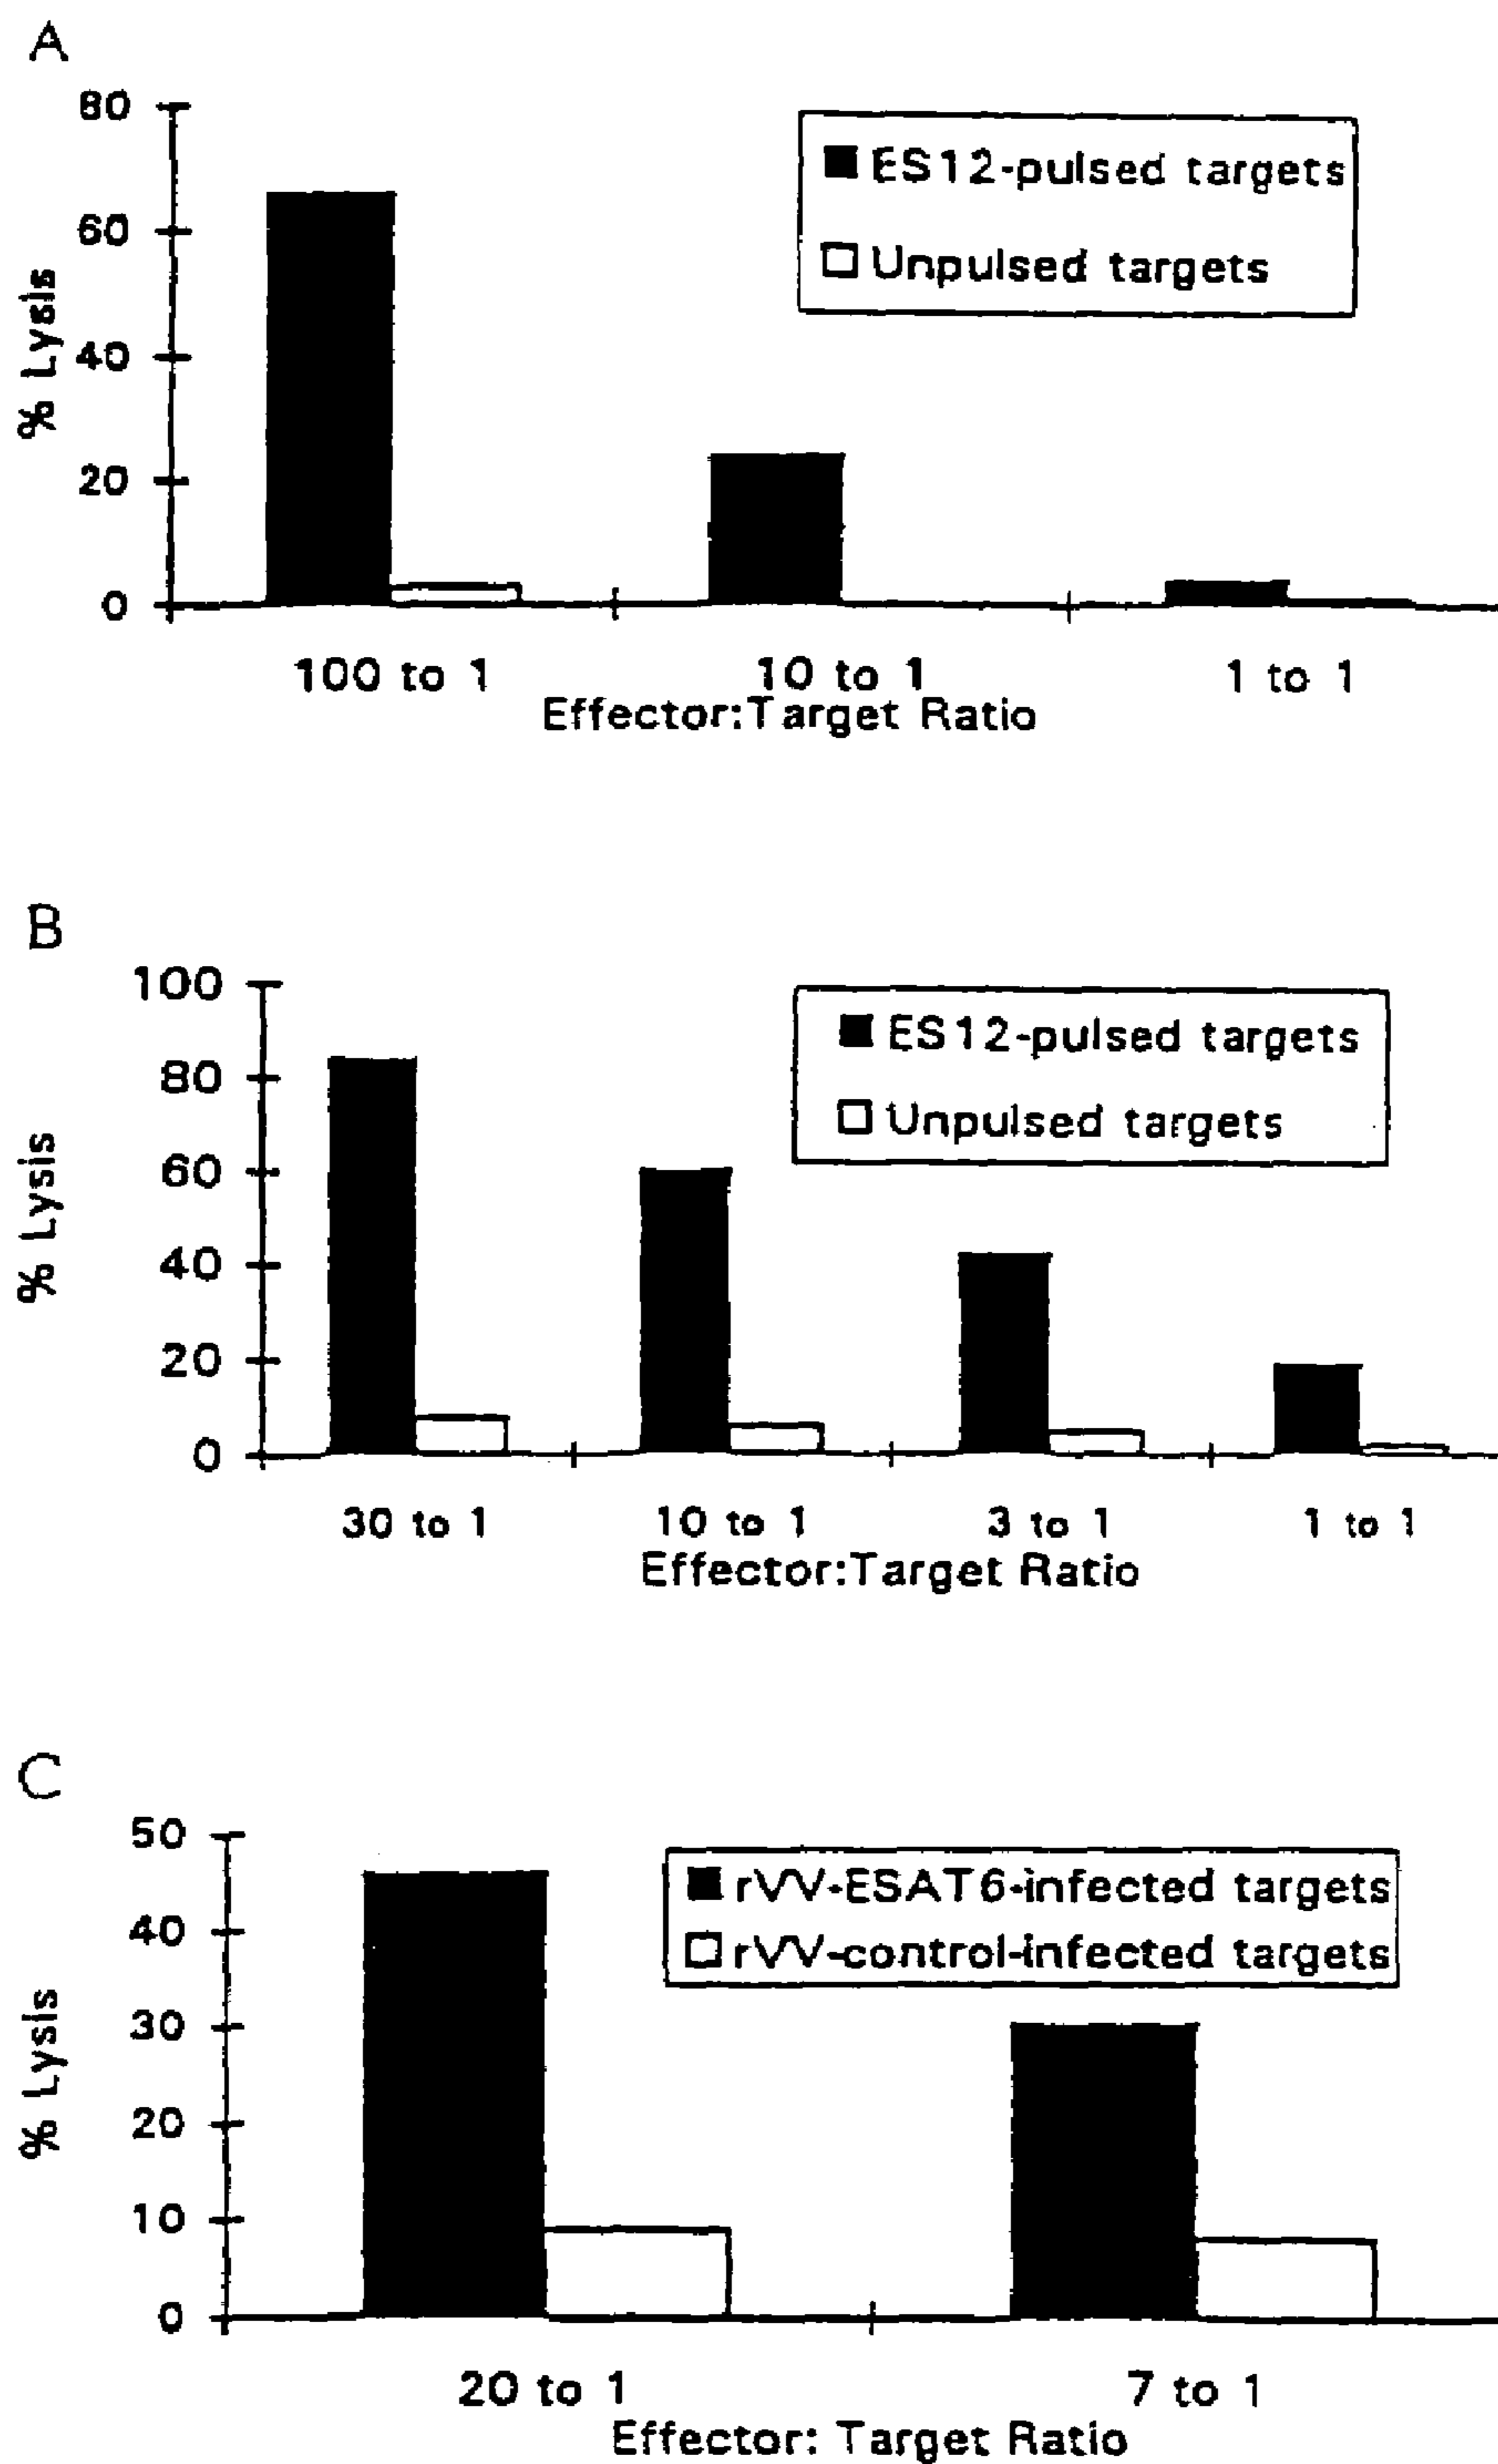 A
80
60
40
20
0
% Lysis
ES12-pulsed targets
Unpulsed targets
100 to 1
10 to 1
1 to 1
Effector:Target Ratio
B
100
80
60
40
20
0
% Lysis
ES12-pulsed targets
Unpulsed targets
30 to 1
10 to 1
3 to 1
1 to 1
Effector:Target Ratio
C
50
40
30
20
10
0
% Lysis
rVV-ESAT6-infected targets
rVV-control-infected targets
20 to 1
7 to 1
Effector: Target Ratio